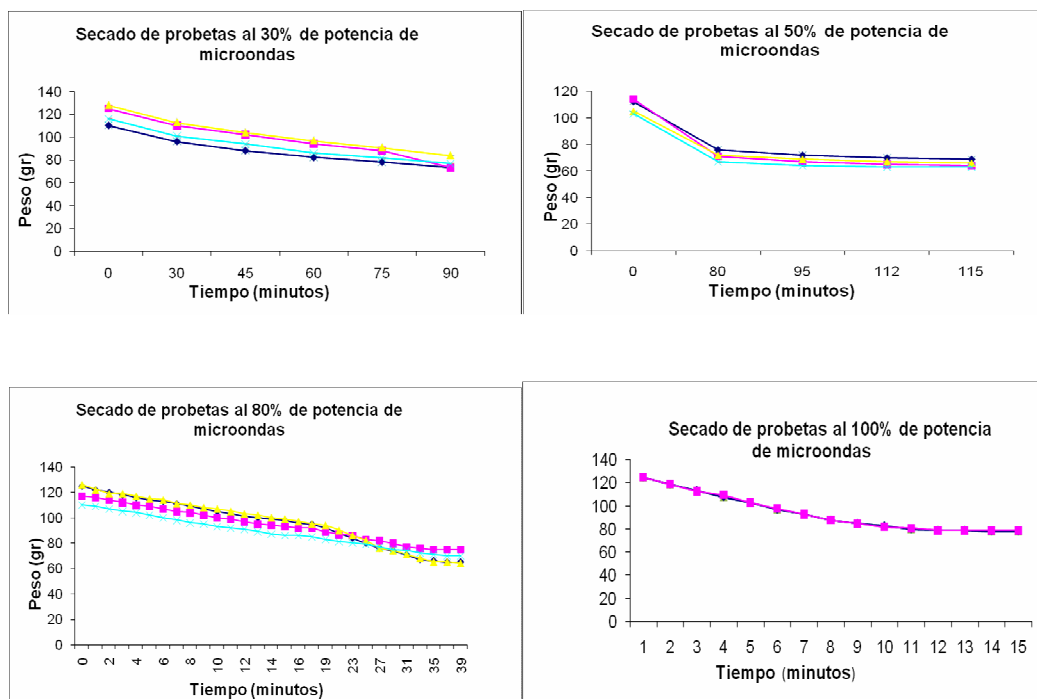 Secado de probetas al 30% de potencia de
microondas
140
120
100
80
60
40
20
0
Peso (gr)
0 30 45 60 75 90
Tiempo (minutos)
Secado de probetas al 50% de potencia de
microondas
120
100
80
60
40
20
0
Peso (gr)
0 80 95 112 115
Tiempo (minutos)
Secado de probetas al 80% de potencia de
microondas
140
120
100
80
60
40
20
0
Peso (gr)
0 2 4 6 8 10 12 14 16 19 23 27 31 35 39
Tiempo (minutos)
Secado de probetas al 100% de potencia
de microondas
140
120
100
80
60
40
20
0
1 2 3 4 5 6 7 8 9 10 11 12 13 14 15
Tiempo (minutos)